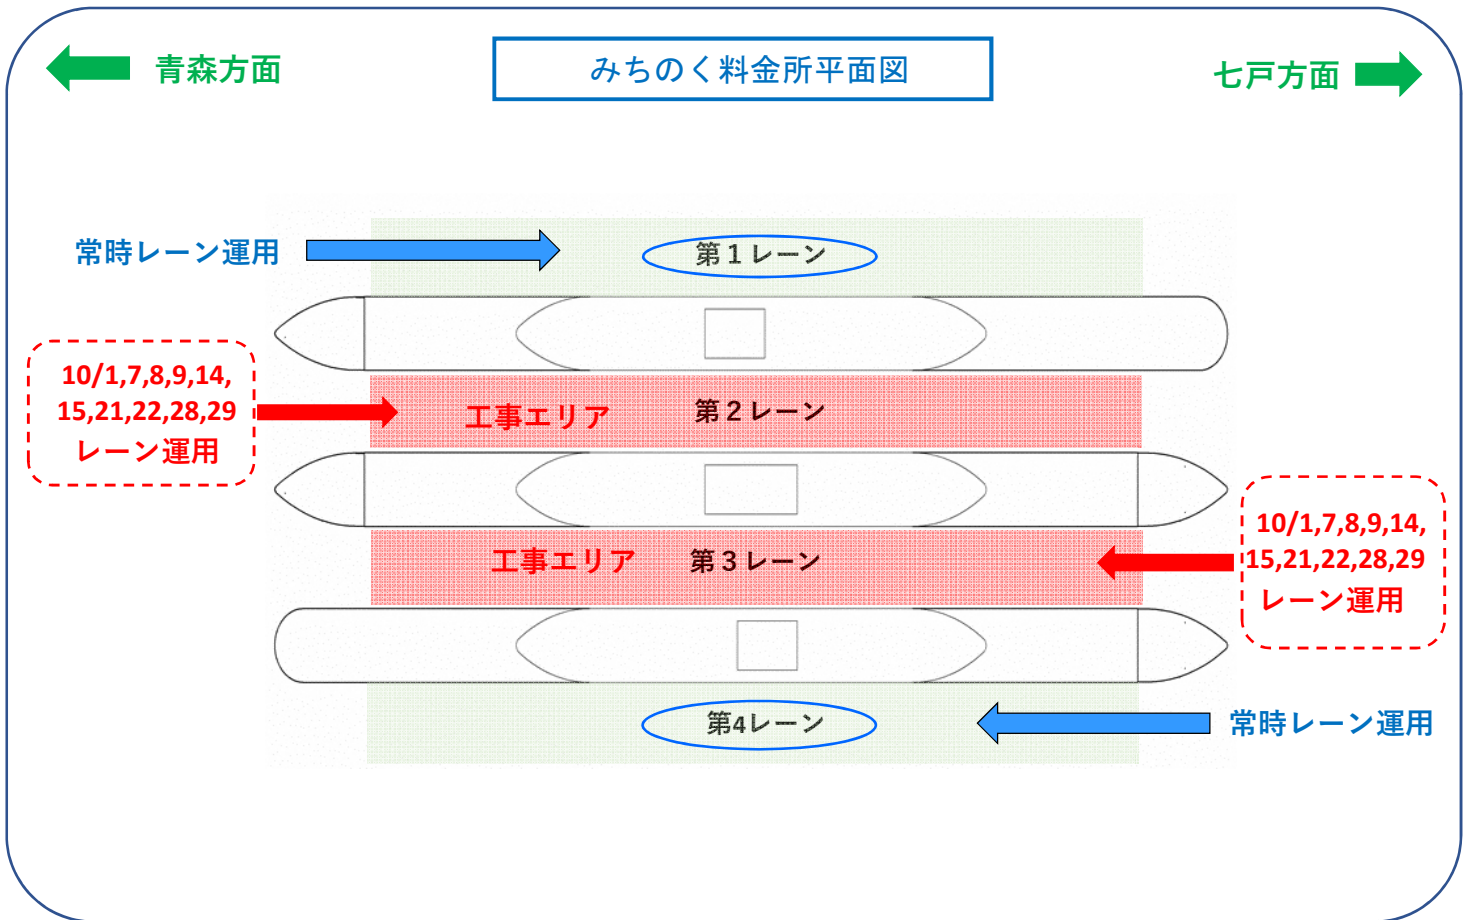 青森方面
みちのく料金所平面図
七戸方面
常時レーン運用
第１レーン
10/1,7,8,9,14,
15,21,22,28,29
レーン運用
工事エリア
第２レーン
工事エリア
第３レーン
10/1,7,8,9,14,
15,21,22,28,29
レーン運用
第4レーン
常時レーン運用